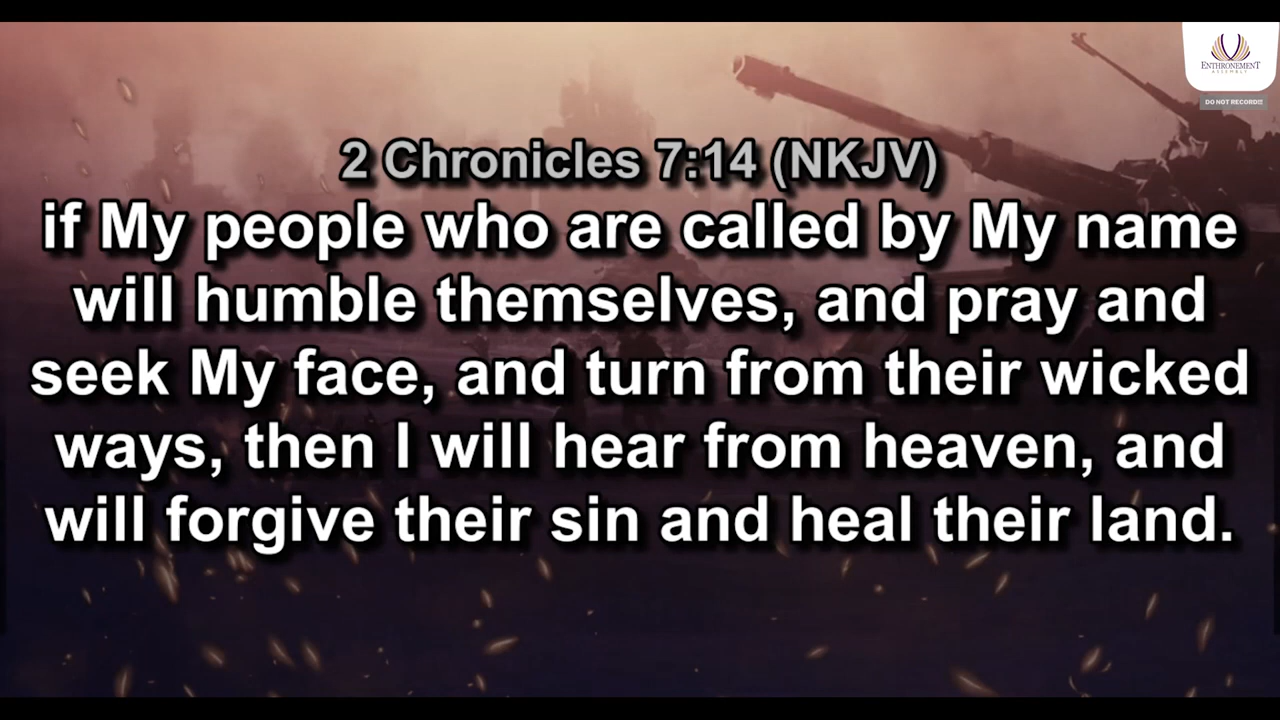 ENTHRONEMENT
ASSEMBLY
DO NOT RECORD!!!
2 Chronicles 7:14 (NKJV)
if My people who are called by My name
will humble themselves, and pray and
seek My face, and turn from their wicked
ways, then I will hear from heaven, and
will forgive their sin and heal their land.